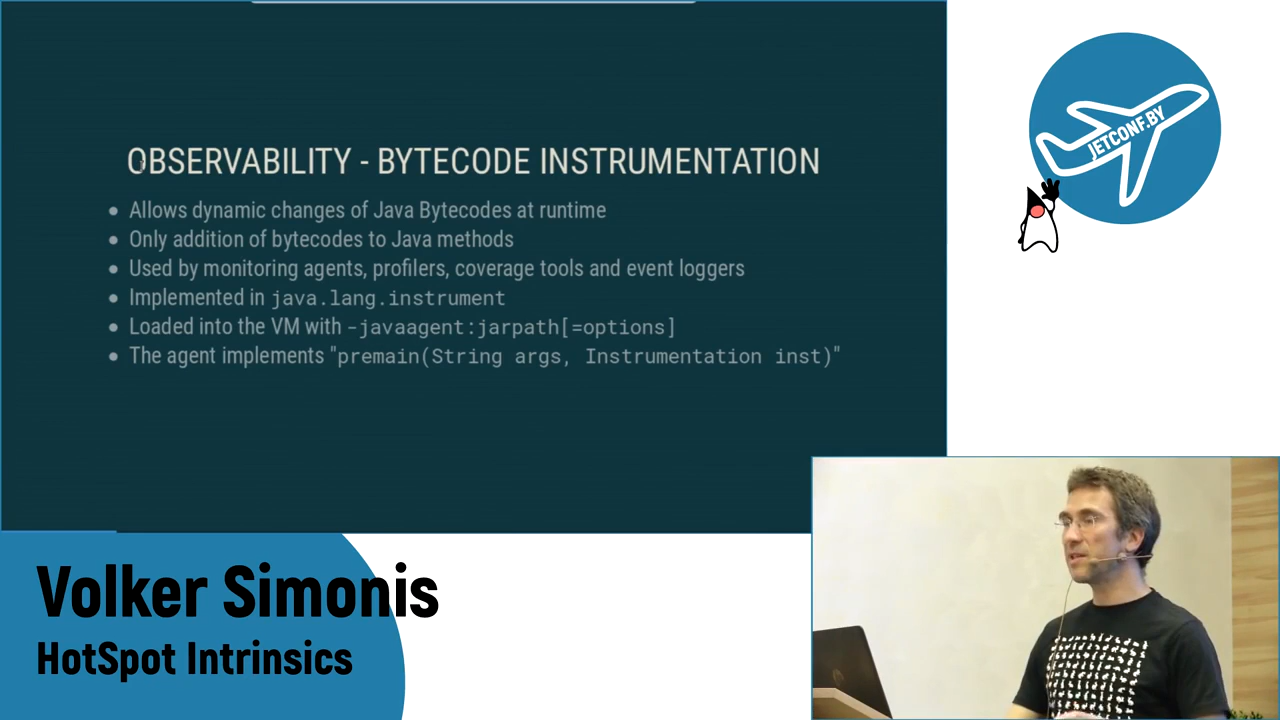 OBSERVABILITY - BYTECODE INSTRUMENTATION
• Allows dynamic changes of Java Bytecodes at runtime
• Only addition of bytecodes to Java methods
• Used by monitoring agents, profilers, coverage tools and event loggers
• Implemented in java.lang.instrument
• Loaded into the VM with -javaagent:jarpath[=options]
• The agent implements "premain(String args, Instrumentation inst)"
JETCONF.BY
Volker Simonis
HotSpot Intrinsics